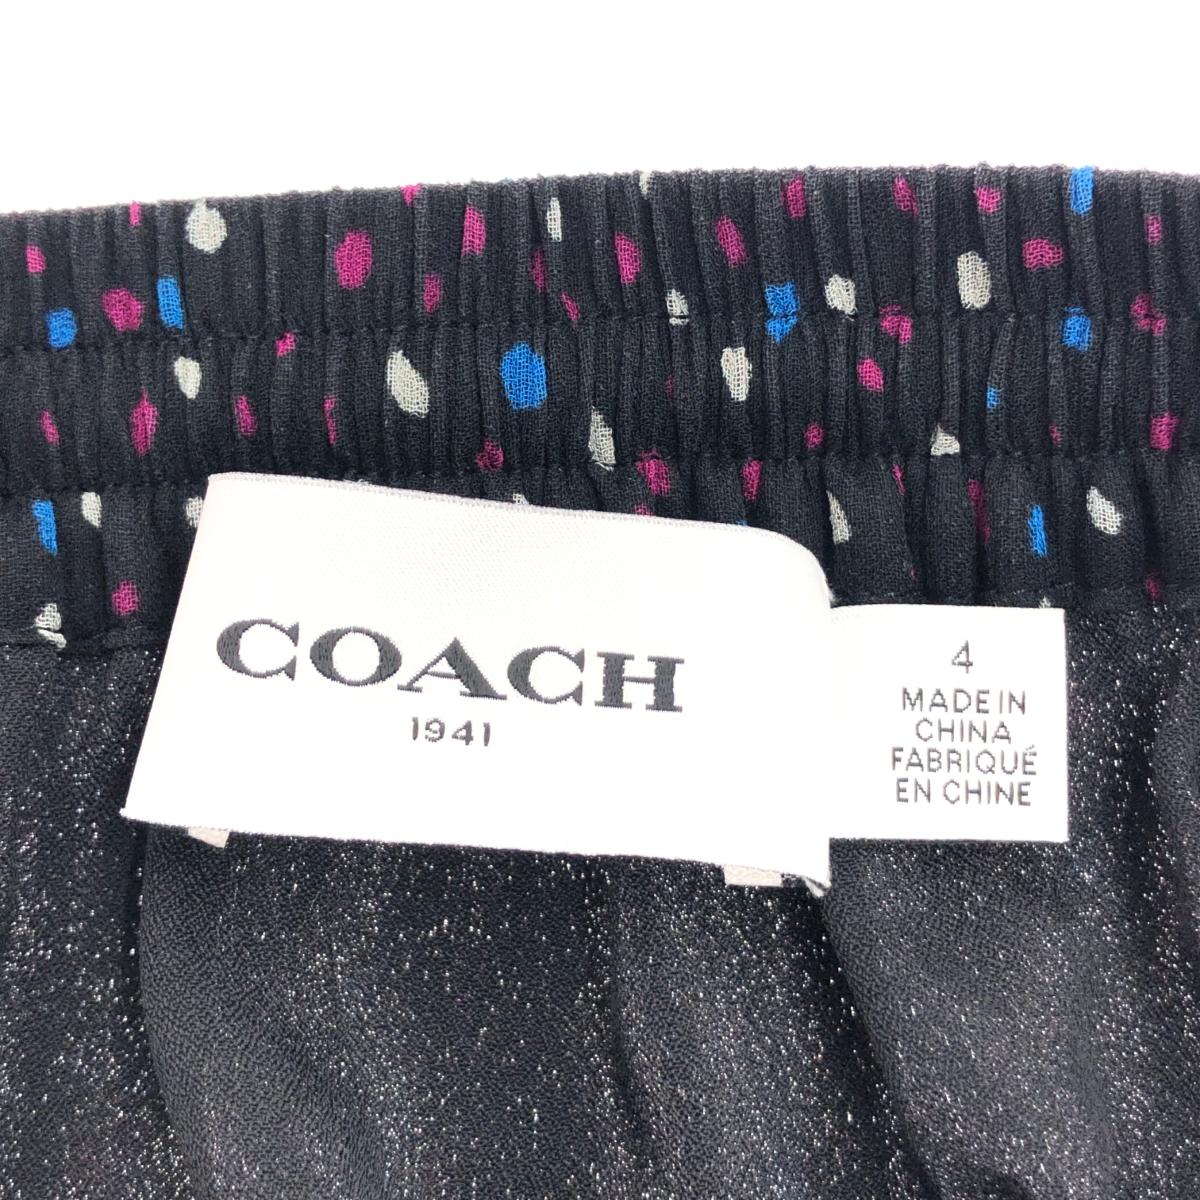 COACH
1941
4
MADE IN
CHINA
FABRIQUÉ
EN CHINE